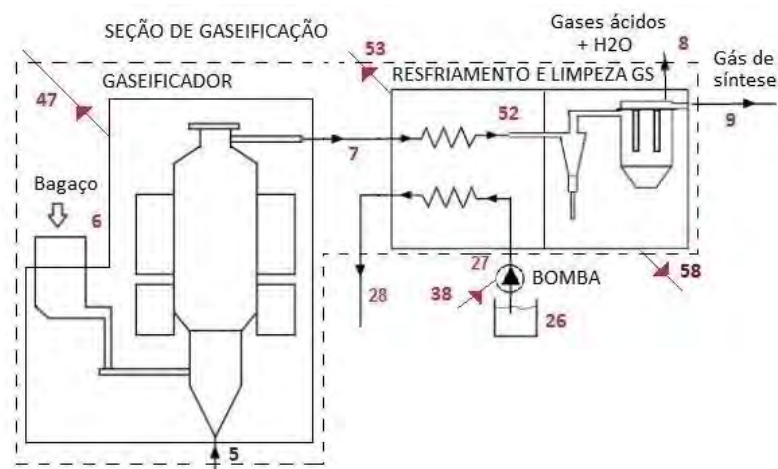 SEÇÃO DE GASEIFICAÇÃO
Gases ácidos
+ H2O
8
Gás de
síntese
53
GASEIFICADOR
RESFRIAMENTO E LIMPEZA GS
47
52
7
9
Bagaço
6
27
58
28
38
BOMBA
26
5